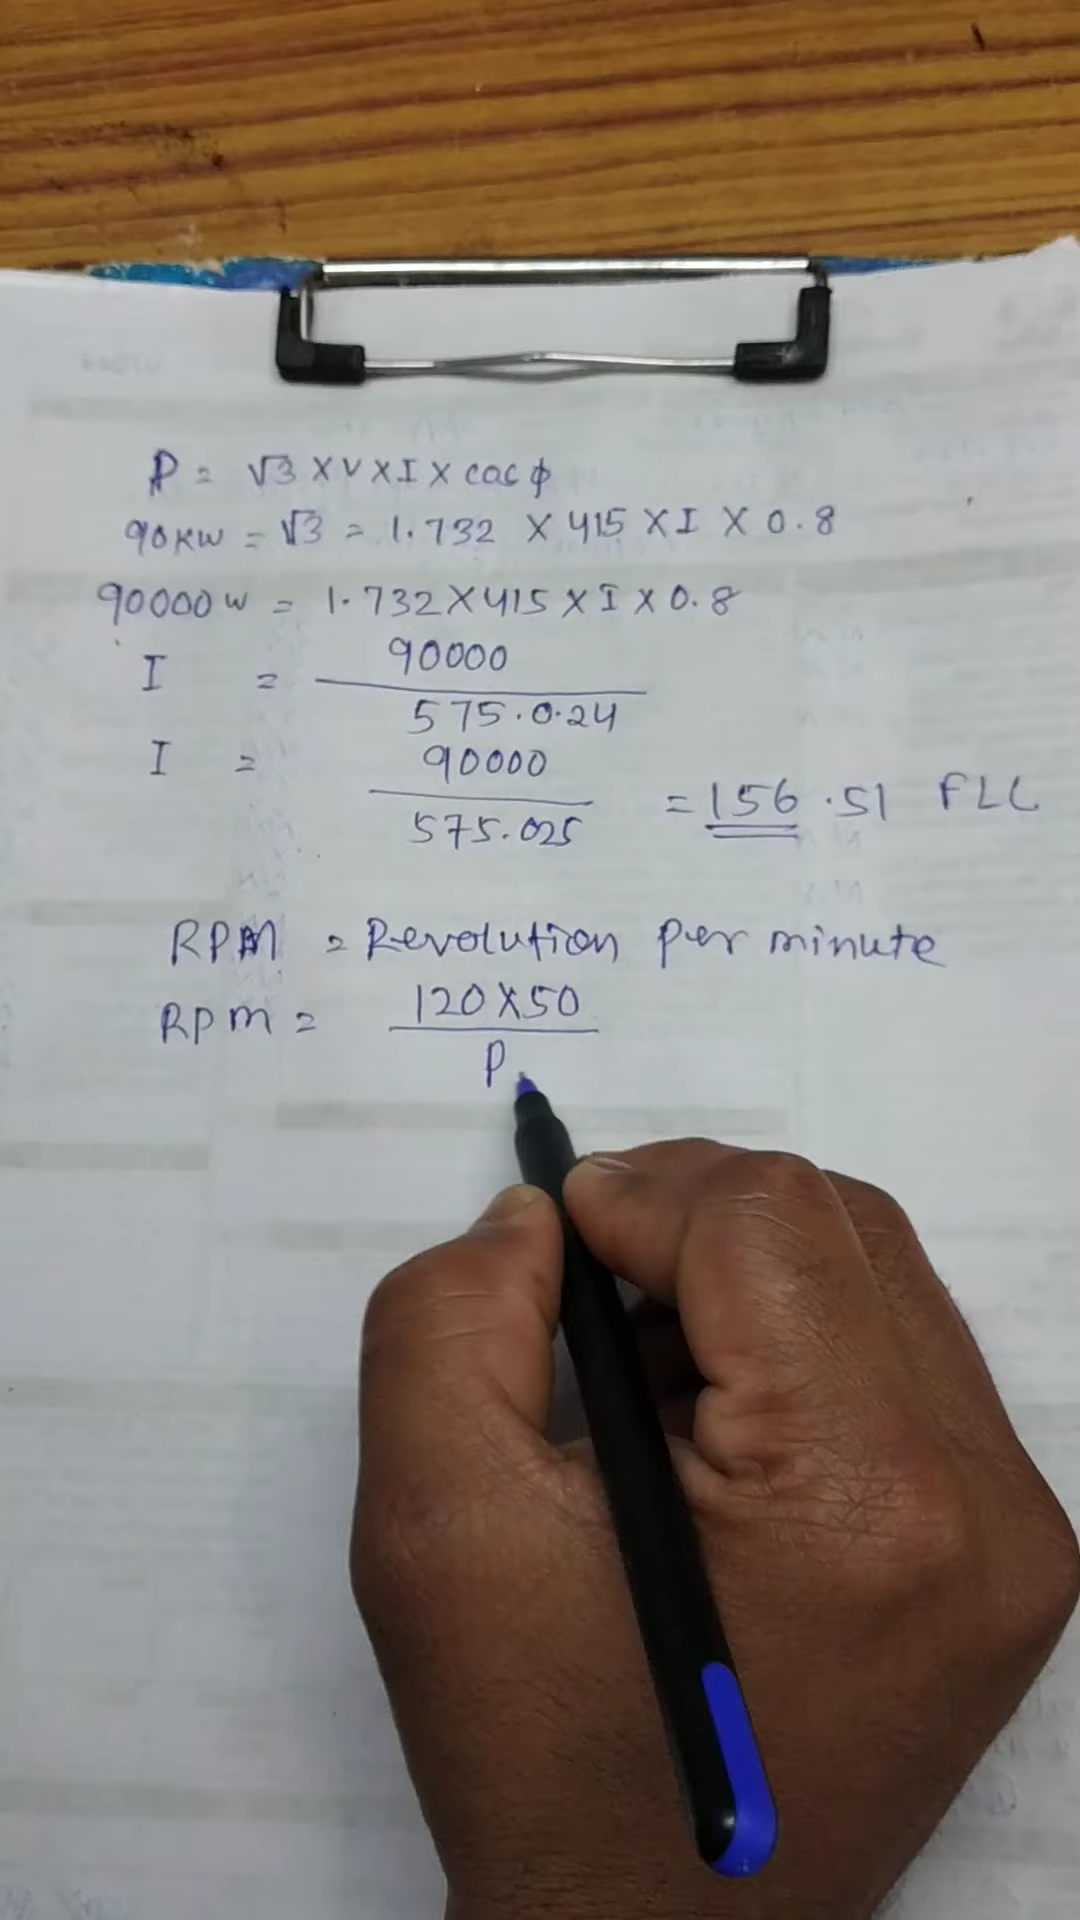 P = √3 X V X I X cos ϕ
90KW = √3 = 1.732 X 415 X I X 0.8
90000 W = 1.732 X 415 X I X 0.8
I = 90000
575.0.24
I = 90000
575.025 = 156.51 FLC
RPM = Revolution per minute
RPM = 120 X 50
P